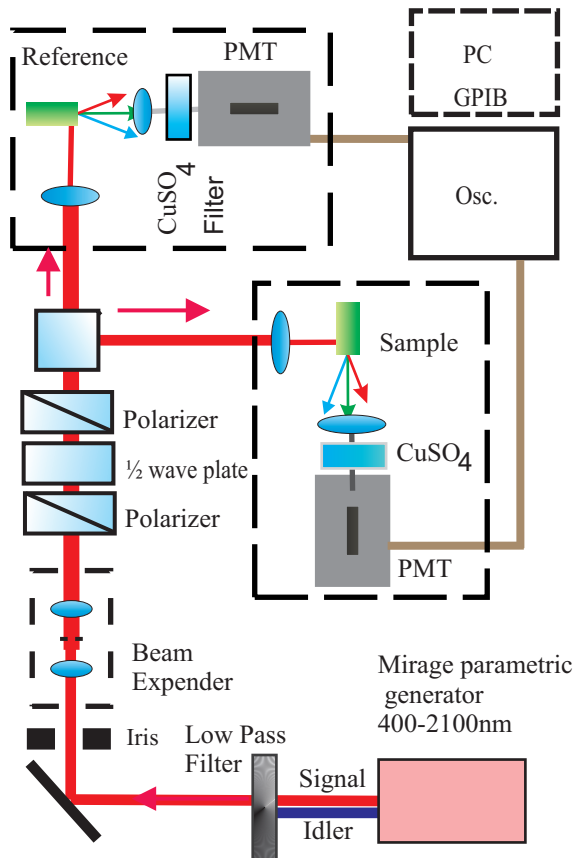 Reference
PMT
PC
GPIB
CuSO4
Filter
Osc.
Sample
Polarizer
CuSO4
½ wave plate
Polarizer
PMT
Beam
Expender
Mirage parametric
generator
400-2100nm
Iris
Low Pass
Filter
Signal
Idler